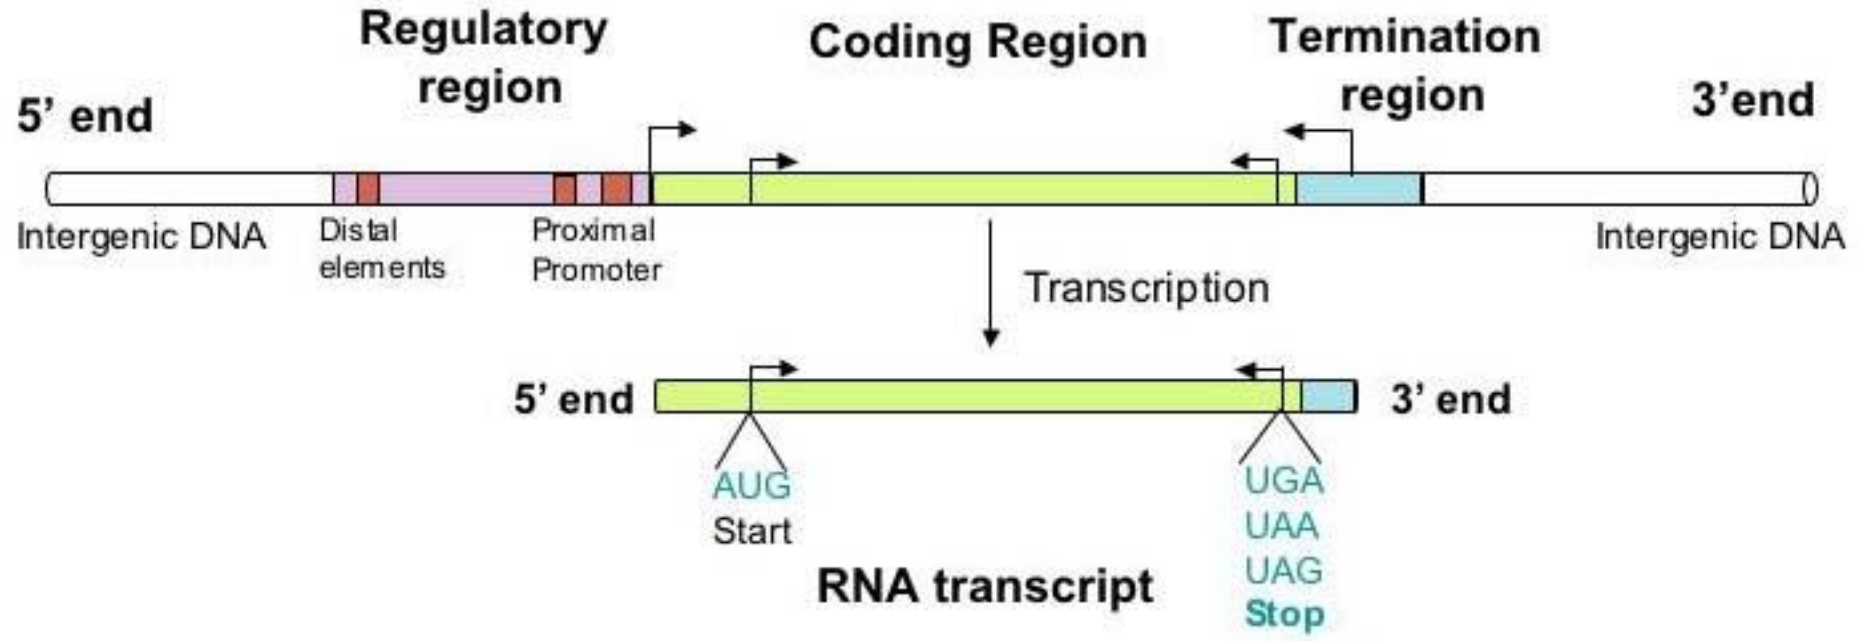 Regulatory
region
Coding Region
Termination
region
5’ end
3’end
Intergenic DNA
Distal
elements
Proximal
Promoter
Intergenic DNA
Transcription
5’ end
3’ end
AUG
Start
UGA
UAA
UAG
Stop
RNA transcript